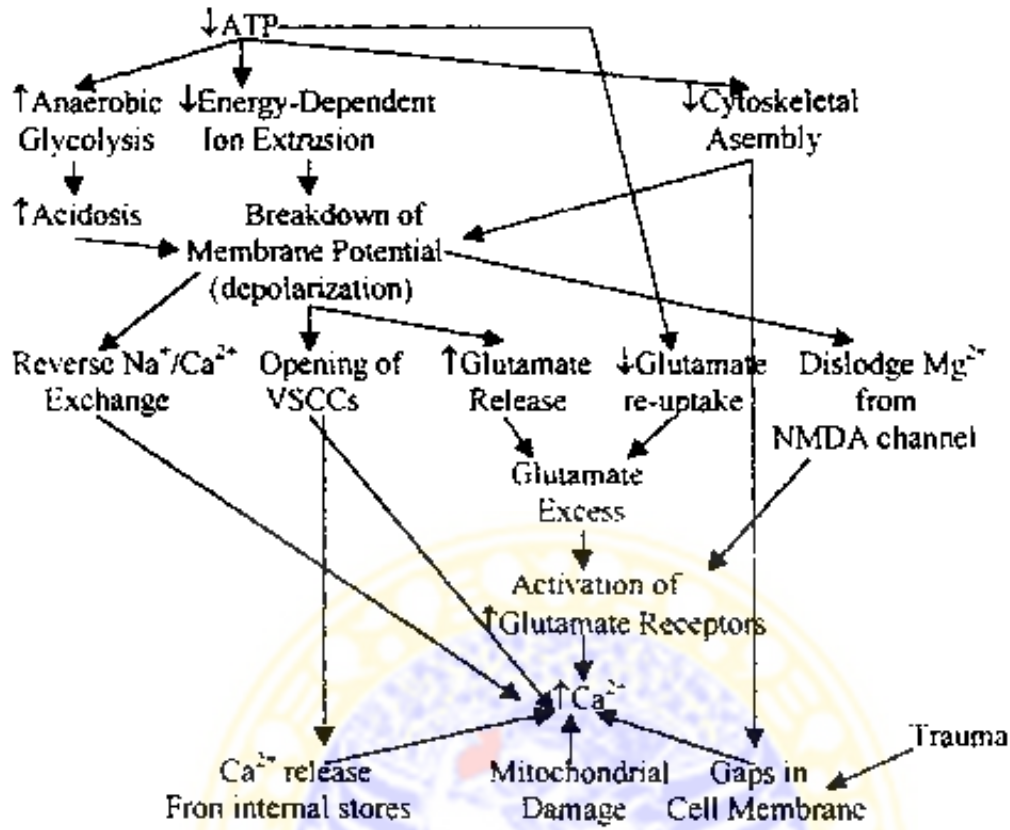 ↓ATP
↑Anaerobic
Glycolysis
↓Energy-Dependent
Ion Extrusion
↓Cytoskeletal
Asembly
↑Acidosis
Breakdown of
Membrane Potential
(depolarization)
Reverse Na⁺/Ca²⁺
Exchange
Opening of
VSCCs
↑Glutamate
Release
↓Glutamate
re-uptake
Dislodge Mg²⁺
from
NMDA channel
Glutamate
Excess
Activation of
↑Glutamate Receptors
↑Ca²⁺
Trauma
Ca²⁺ release
Fron internal stores
Mitochondrial
Damage
Gaps in
Cell Membrane